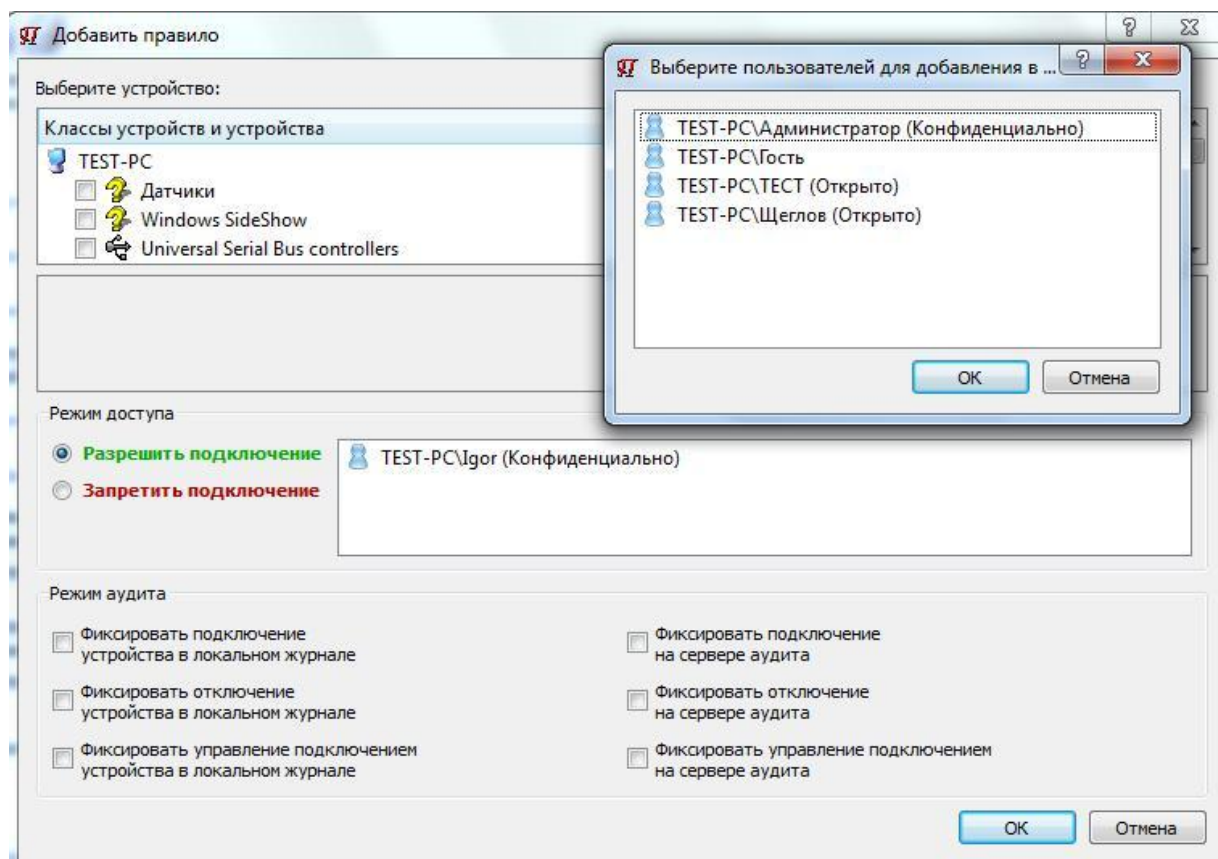 Добавить правило
Выберите устройство:
Классы устройств и устройства
TEST-PC
Датчики
Windows SideShow
Universal Serial Bus controllers
Выберите пользователей для добавления в ...
TEST-PC\Администратор (Конфиденциально)
TEST-PC\Гость
TEST-PC\ТЕСТ (Открыто)
TEST-PC\Щеглов (Открыто)
ОК
Отмена
Режим доступа
Разрешить подключение
Запретить подключение
TEST-PC\Igor (Конфиденциально)
Режим аудита
Фиксировать подключение
устройства в локальном журнале
Фиксировать подключение
на сервере аудита
Фиксировать отключение
устройства в локальном журнале
Фиксировать отключение
на сервере аудита
Фиксировать управление подключением
устройства в локальном журнале
Фиксировать управление подключением
на сервере аудита
ОК
Отмена